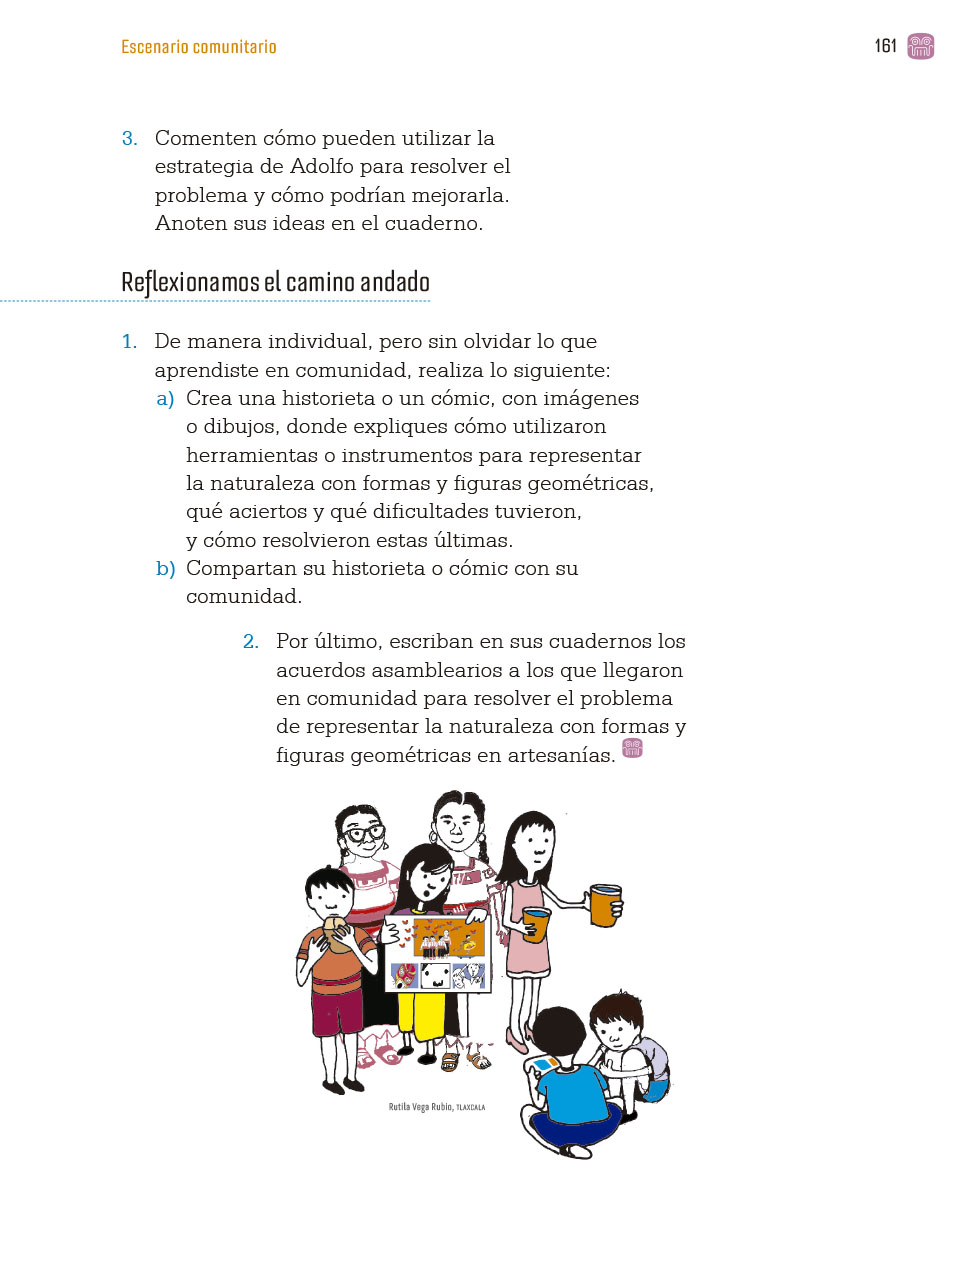 Escenario comunitario
161
3. Comenten cómo pueden utilizar la
estrategia de Adolfo para resolver el
problema y cómo podrían mejorarla.
Anoten sus ideas en el cuaderno.
Reflexionamos el camino andado
1. De manera individual, pero sin olvidar lo que
aprendiste en comunidad, realiza lo siguiente:
a) Crea una historieta o un cómic, con imágenes
o dibujos, donde expliques cómo utilizaron
herramientas o instrumentos para representar
la naturaleza con formas y figuras geométricas,
qué aciertos y qué dificultades tuvieron,
y cómo resolvieron estas últimas.
b) Compartan su historieta o cómic con su
comunidad.
2. Por último, escriban en sus cuadernos los
acuerdos asamblearios a los que llegaron
en comunidad para resolver el problema
de representar la naturaleza con formas y
figuras geométricas en artesanías.
Rutila Vega Rubio, TLAXCALA